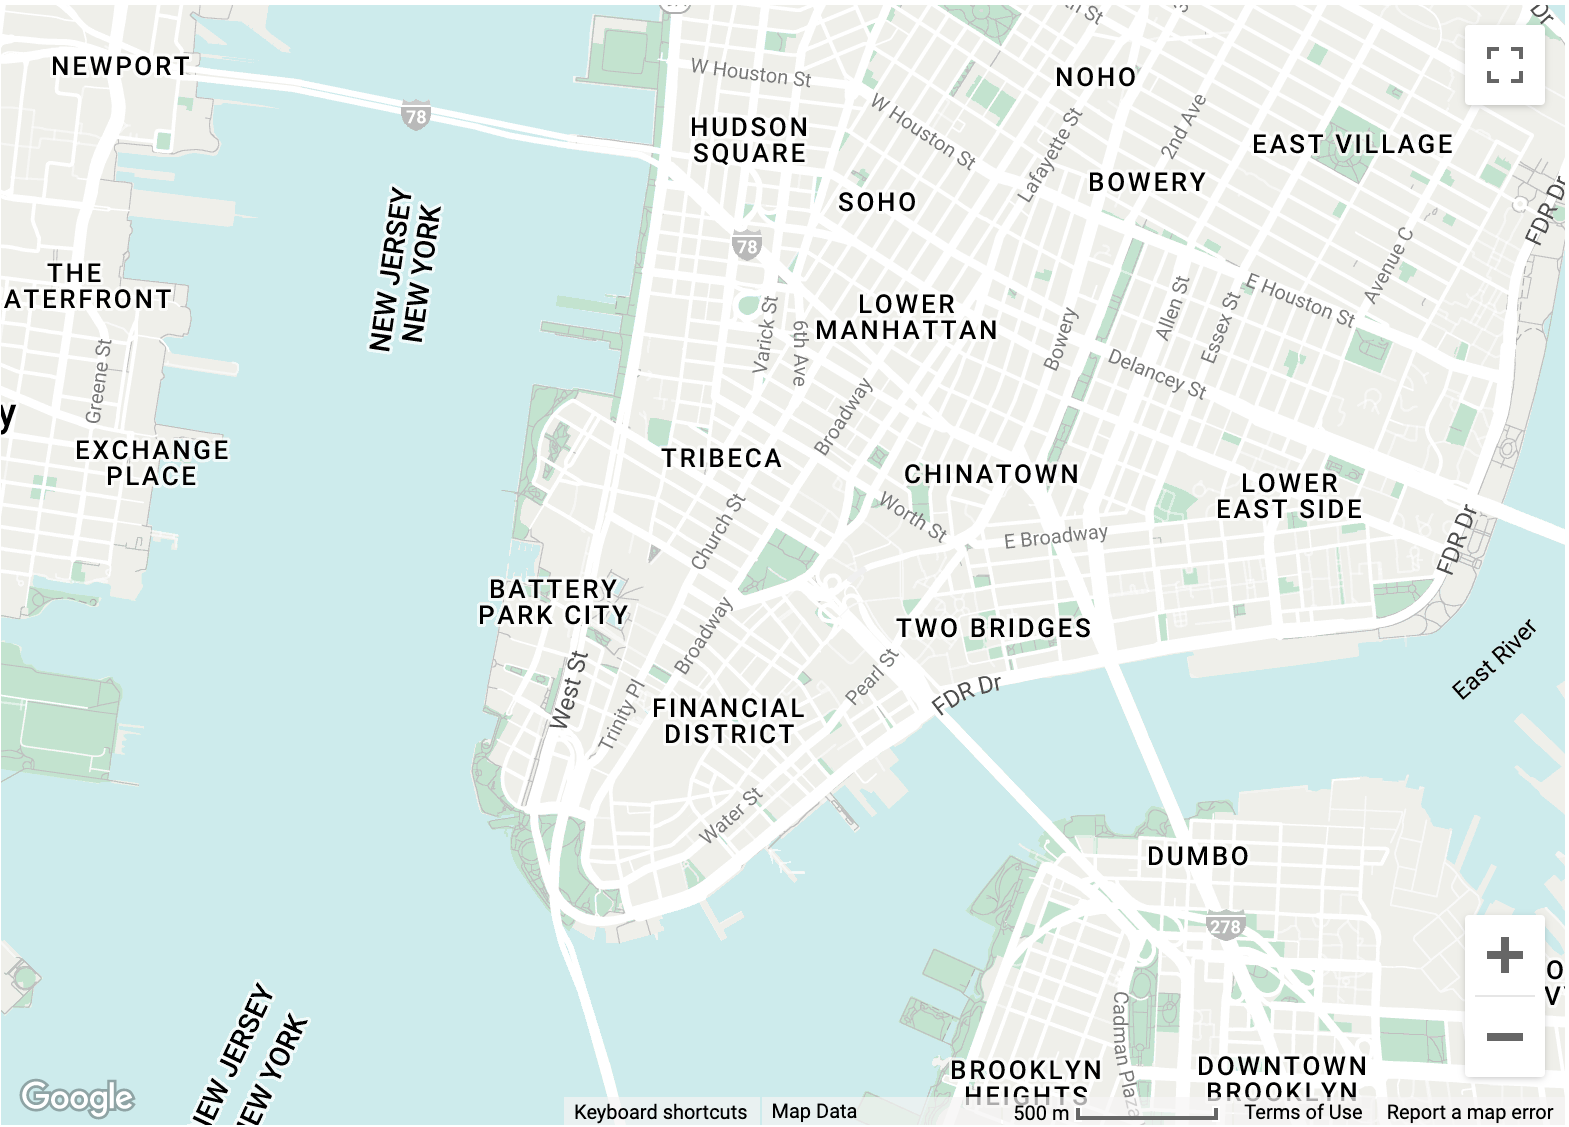 Dr
NEWPORT
W Houston St
NOHO
78
HUDSON
SQUARE
W Houston St
Lafayette St
2nd Ave
EAST VILLAGE
BOWERY
SOHO
FDR Dr
NEW JERSEY
NEW YORK
78
THE
ATERFRONT
Avenue C
E Houston St
LOWER
MANHATTAN
Varick St
6th Ave
Bowery
Allen St
Essex St
Greene St
Delancey St
Broadway
y
EXCHANGE
PLACE
TRIBECA
CHINATOWN
LOWER
EAST SIDE
Church St
Worth St
E Broadway
FDR Dr
BATTERY
PARK CITY
Broadway
TWO BRIDGES
East River
West St
Trinity Pl
Pearl St
FDR Dr
FINANCIAL
DISTRICT
Water St
DUMBO
278
NEW JERSEY
NEW YORK
Cadman Plaza
BROOKLYN
HEIGHTS
DOWNTOWN
BROOKLYN
Google
Keyboard shortcuts
Map Data
500 m
Terms of Use
Report a map error